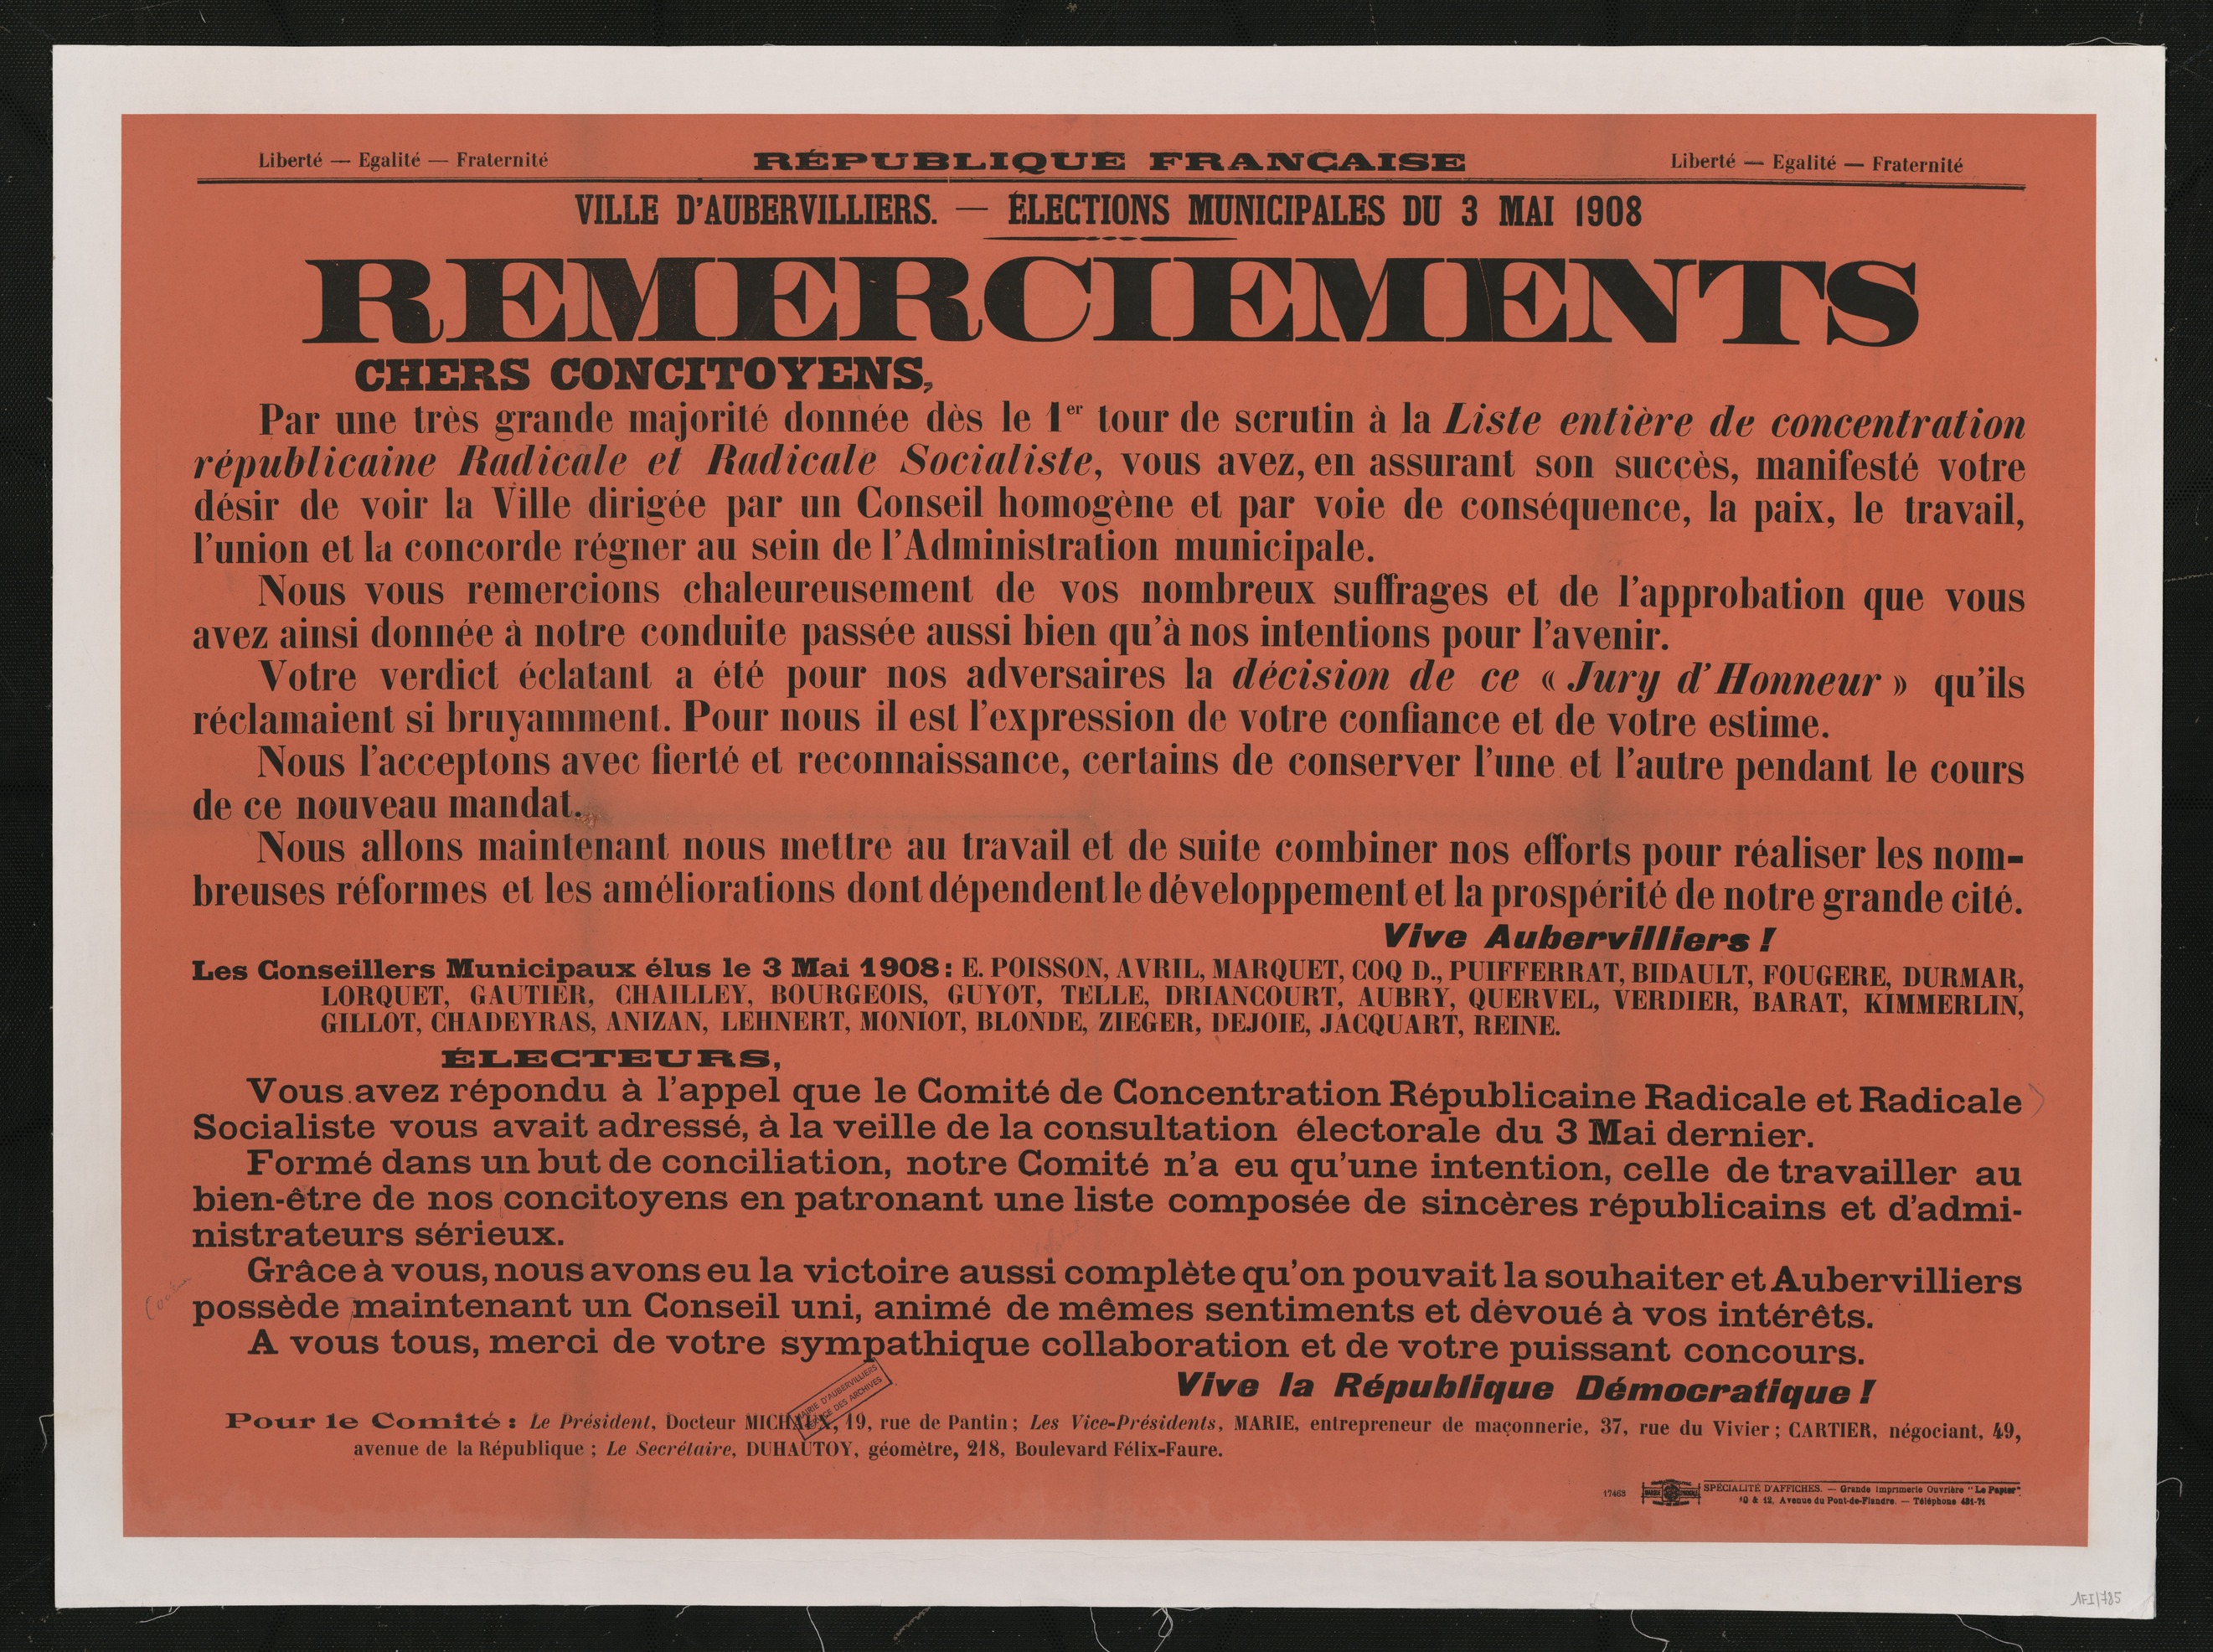 Liberté — Egalité — Fraternité
RÉPUBLIQUE FRANÇAISE
Liberté — Egalité — Fraternité
VILLE D'AUBERVILLIERS. — ÉLECTIONS MUNICIPALES DU 3 MAI 1908
REMERCIEMENTS
CHERS CONCITOYENS,
Par une très grande majorité donnée dès le 1er tour de scrutin à la Liste entière de concentration
républicaine Radicale et Radicale Socialiste, vous avez, en assurant son succès, manifesté votre
désir de voir la Ville dirigée par un Conseil homogène et par voie de conséquence, la paix, le travail,
l'union et la concorde régner au sein de l'Administration municipale.
Nous vous remercions chaleureusement de vos nombreux suffrages et de l'approbation que vous
avez ainsi donnée à notre conduite passée aussi bien qu'à nos intentions pour l'avenir.
Votre verdict éclatant a été pour nos adversaires la décision de ce « Jury d'Honneur » qu'ils
réclamaient si bruyamment. Pour nous il est l'expression de votre confiance et de votre estime.
Nous l'acceptons avec fierté et reconnaissance, certains de conserver l'une et l'autre pendant le cours
de ce nouveau mandat.
Nous allons maintenant nous mettre au travail et de suite combiner nos efforts pour réaliser les nom-
breuses réformes et les améliorations dont dépendent le développement et la prospérité de notre grande cité.
Vive Aubervilliers !
Les Conseillers Municipaux élus le 3 Mai 1908 : E. POISSON, AVRIL, MARQUET, COQ D., PUIFFERRAT, BIDAULT, FOUGERE, DURMAR,
LORQUET, GAUTIER, CHAILLEY, BOURGEOIS, GUYOT, TELLE, DRIANCOURT, AUBRY, QUERVEL, VERDIER, BARAT, KIMMERLIN,
GILLOT, CHADEYRAS, ANIZAN, LEHNERT, MONIOT, BLONDE, ZIEGER, DEJOIE, JACQUART, REINE.
ÉLECTEURS,
Vous avez répondu à l'appel que le Comité de Concentration Républicaine Radicale et Radicale
Socialiste vous avait adressé, à la veille de la consultation électorale du 3 Mai dernier.
Formé dans un but de conciliation, notre Comité n'a eu qu'une intention, celle de travailler au
bien-être de nos concitoyens en patronant une liste composée de sincères républicains et d'admi-
nistrateurs sérieux.
Grâce à vous, nous avons eu la victoire aussi complète qu'on pouvait la souhaiter et Aubervilliers
possède maintenant un Conseil uni, animé de mêmes sentiments et dévoué à vos intérêts.
A vous tous, merci de votre sympathique collaboration et de votre puissant concours.
MAIRIE D'AUBERVILLIERS
SERVICE DES ARCHIVES
Vive la République Démocratique !
Pour le Comité : Le Président, Docteur 19, rue de Pantin ; Les Vice-Présidents, MARIE, entrepreneur de maçonnerie, 37, rue du Vivier ; CARTIER, négociant, 49,
avenue de la République ; Le Secrétaire, DUHAUTOY, géomètre, 218, Boulevard Félix-Faure.
17463
SPÉCIALITÉ D'AFFICHES. — Grande Imprimerie Ouvrière "Le Papier"
10 & 12, Avenue du Pont-de-Flandre. — Téléphone 431-71
1FI/785